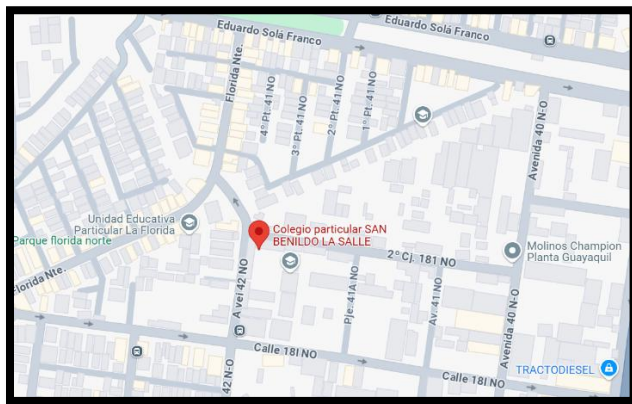 Eduardo Solá Franco
Eduardo Solá Franco
Florida Nte.
4° Pt. 41 NO
3° Pt. 41 NO
2° Pt. 41 NO
1° Pt. 41 NO
Avenida 40 N-O
Unidad Educativa
Particular La Florida
Parque florida norte
Colegio particular SAN
BENILDO LA SALLE
2° Cj. 181 NO
Molinos Champion
Planta Guayaquil
Florida Nte.
A vei 42 NO
Pje. 41A NO
Av. 41 NO
Avenida 40 N-O
Calle 18I NO
Calle 18I NO
42 N-O
TRACTODIESEL